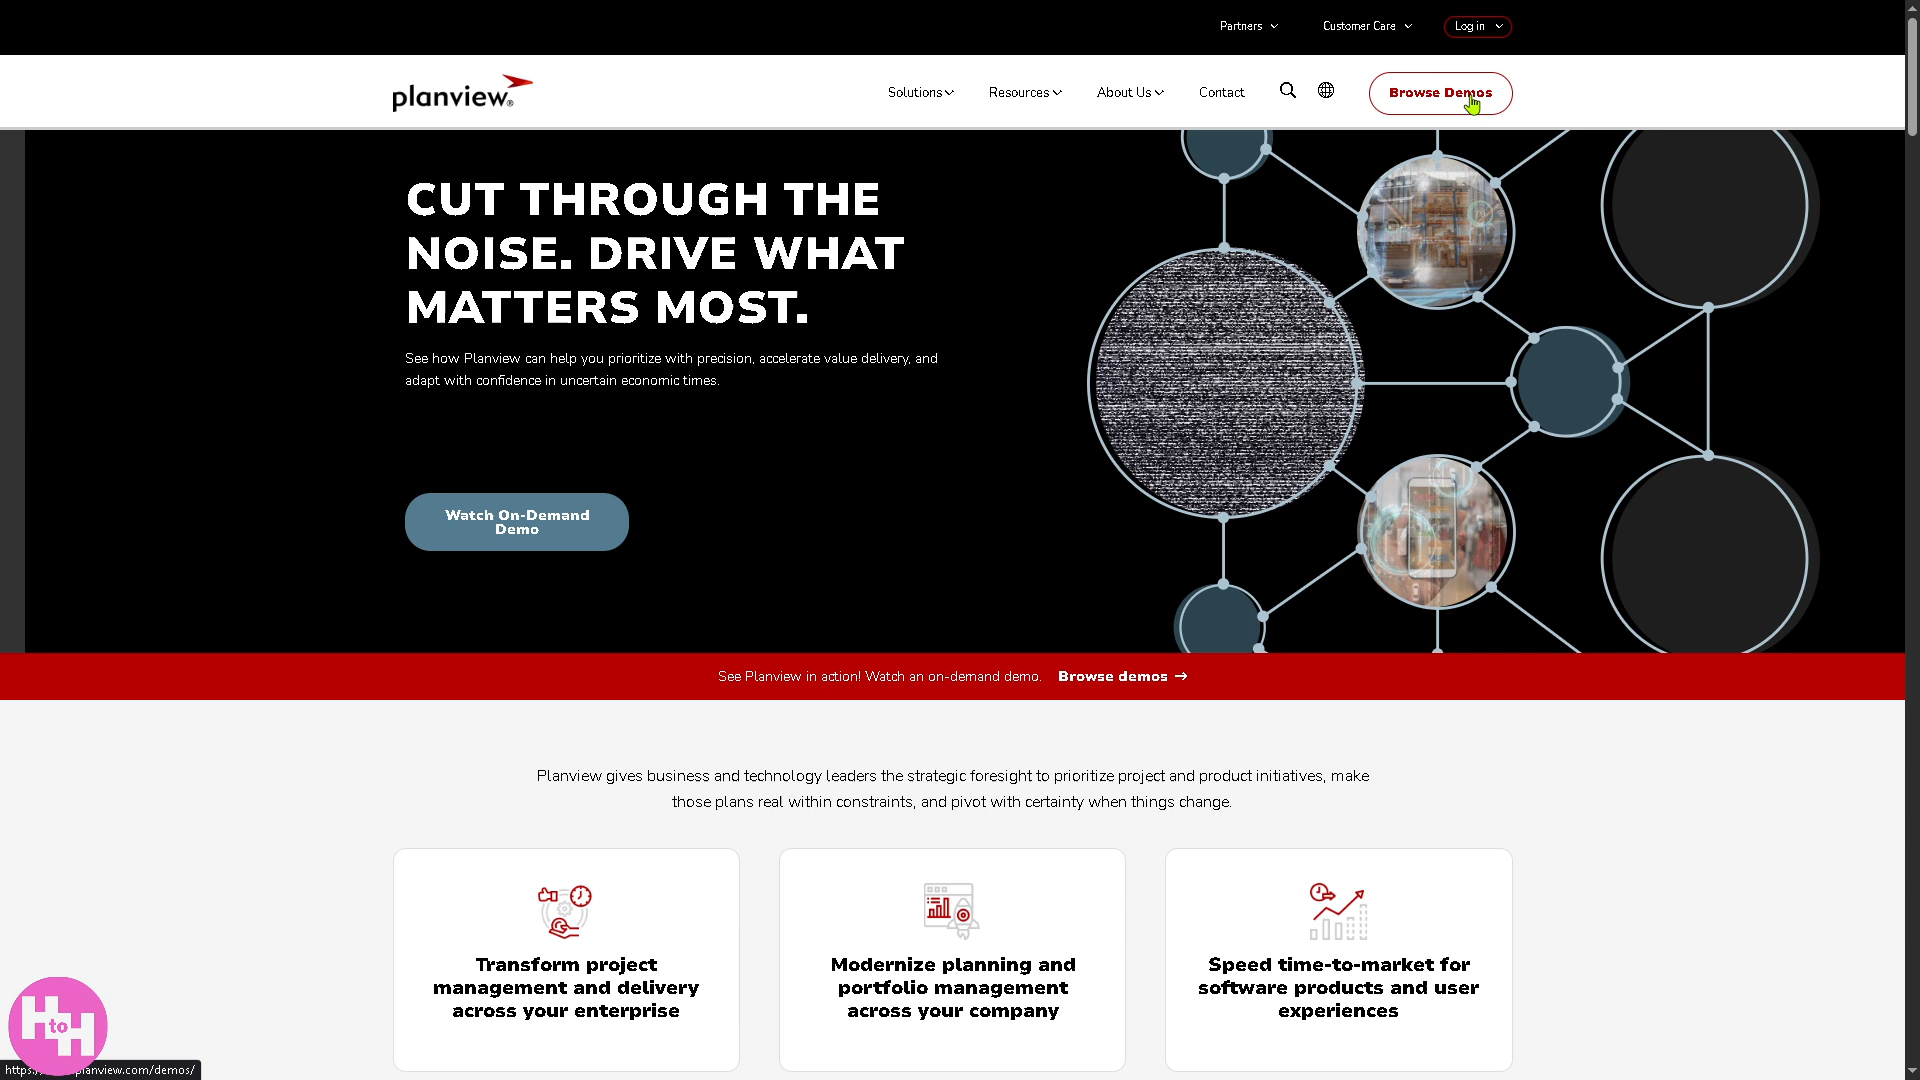 Partners
Customer Care
Log in
planview
Solutions
Resources
About Us
Contact
Browse Demos
CUT THROUGH THE
NOISE. DRIVE WHAT
MATTERS MOST.
See how Planview can help you prioritize with precision, accelerate value delivery, and
adapt with confidence in uncertain economic times.
Watch On-Demand
Demo
See Planview in action! Watch an on-demand demo. Browse demos →
Planview gives business and technology leaders the strategic foresight to prioritize project and product initiatives, make
those plans real within constraints, and pivot with certainty when things change.
Transform project
management and delivery
across your enterprise
Modernize planning and
portfolio management
across your company
Speed time-to-market for
software products and user
experiences
H to H
planview.com/demos/